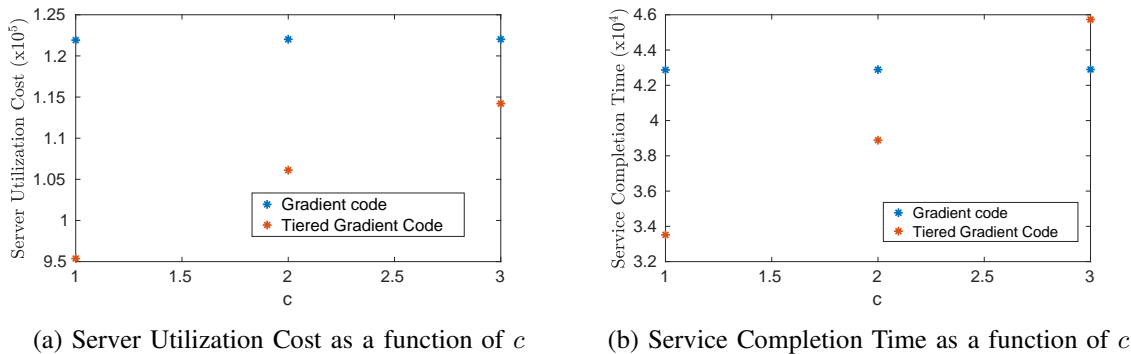 Server Utilization Cost (x10^5)
1.25
1.2
1.15
1.1
1.05
1
9.5
1
1.5
2
2.5
3
c
Gradient code
Tiered Gradient Code
(a) Server Utilization Cost as a function of c
Service Completion Time (x10^4)
4.6
4.4
4.2
4
3.8
3.6
3.4
3.2
1
1.5
2
2.5
3
c
Gradient code
Tiered Gradient Code
(b) Service Completion Time as a function of c